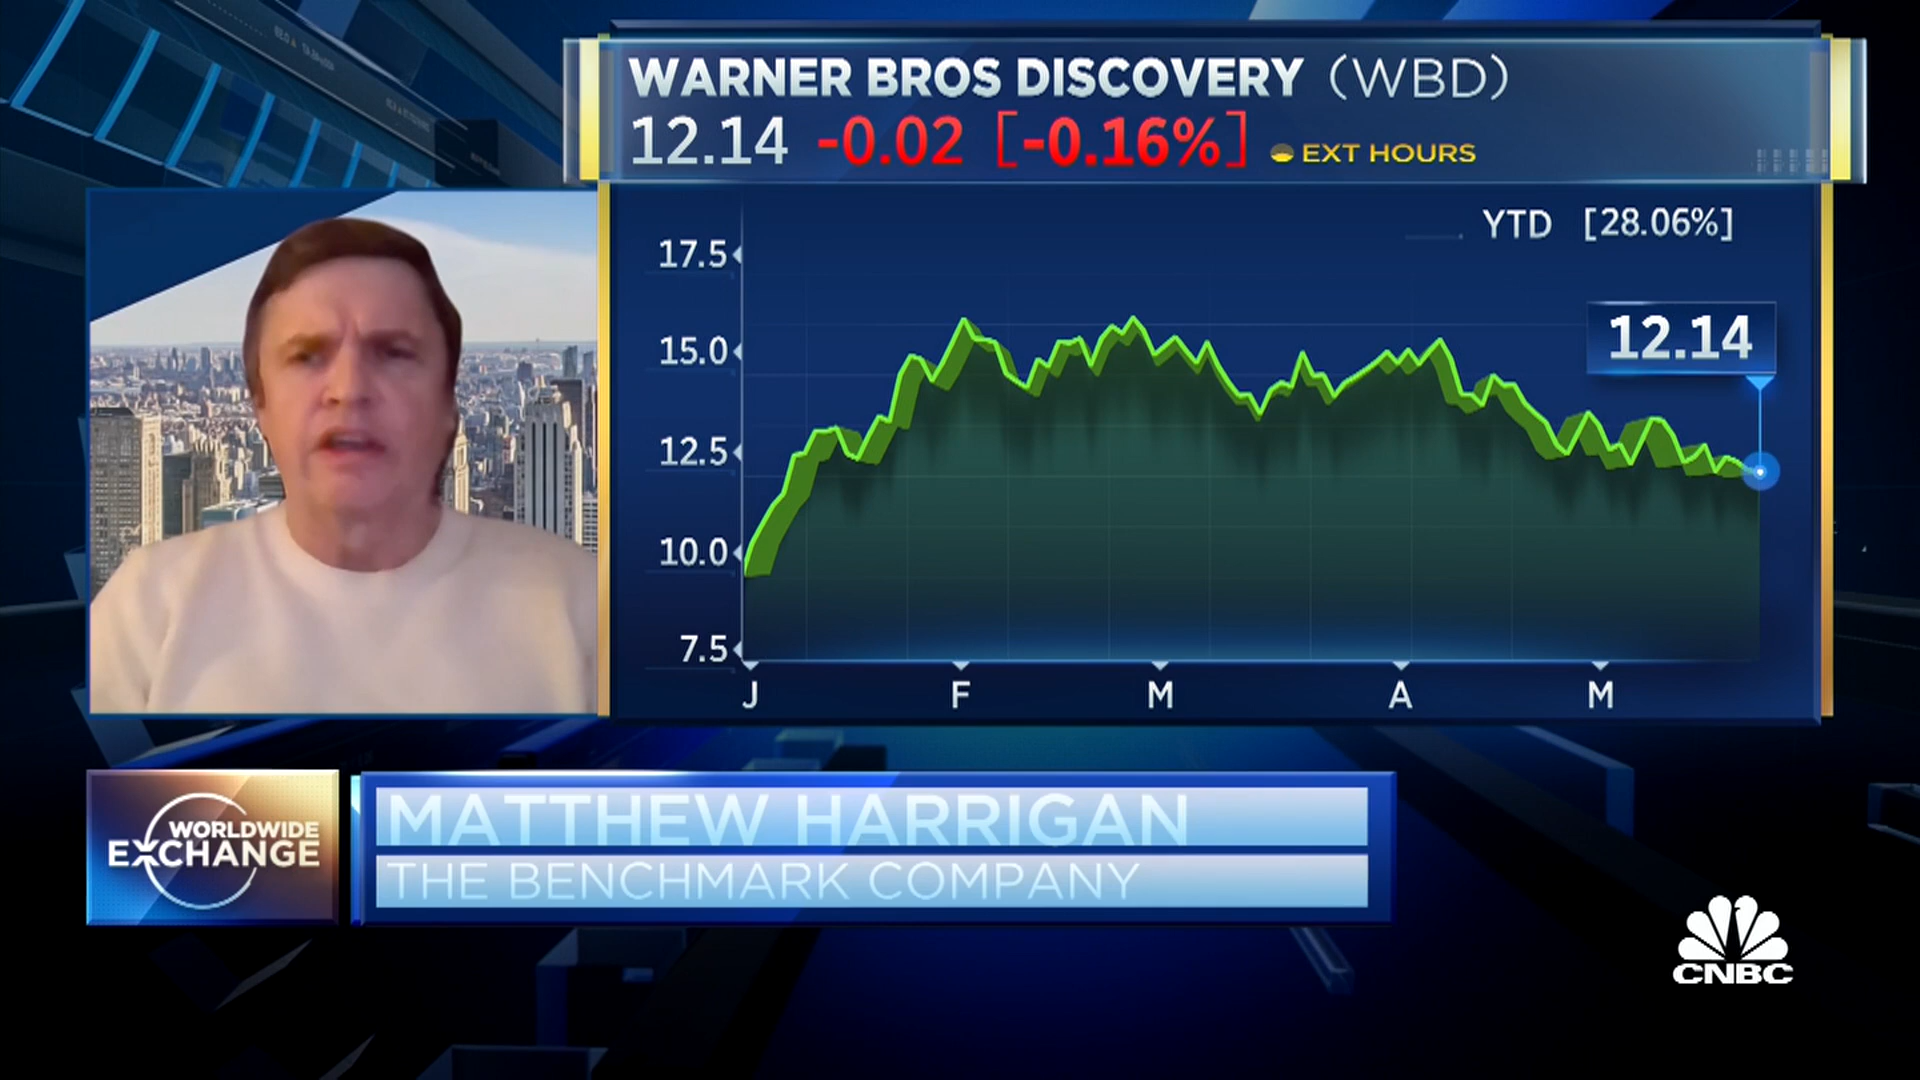 WARNER BROS DISCOVERY (WBD)
12.14 -0.02 [-0.16%] EXT HOURS
YTD [28.06%]
17.5
15.0
12.5
10.0
7.5
12.14
J F M A M
MATTHEW HARRIGAN
THE BENCHMARK COMPANY
WORLDWIDE
EXCHANGE
CNBC